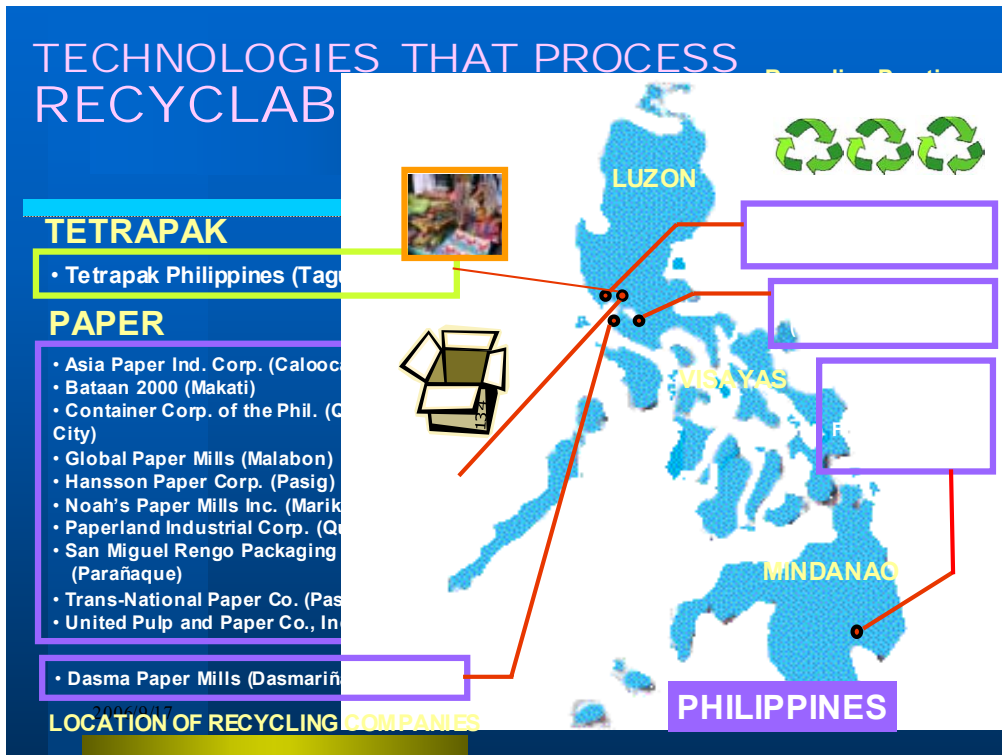 TECHNOLOGIES THAT PROCESS
RECYCLAB
LUZON
TETRAPAK
• Tetrapak Philippines (Tagu
PAPER
• Asia Paper Ind. Corp. (Calooca
• Bataan 2000 (Makati)
• Container Corp. of the Phil. (Q
City)
• Global Paper Mills (Malabon)
• Hansson Paper Corp. (Pasig)
• Noah's Paper Mills Inc. (Marik
• Paperland Industrial Corp. (Qu
• San Miguel Rengo Packaging
(Parañaque)
• Trans-National Paper Co. (Pas
• United Pulp and Paper Co., In
134
VISAYAS
MINDANAO
• Dasma Paper Mills (Dasmariñ
2006/9/17
LOCATION OF RECYCLING COMPANIES
PHILIPPINES